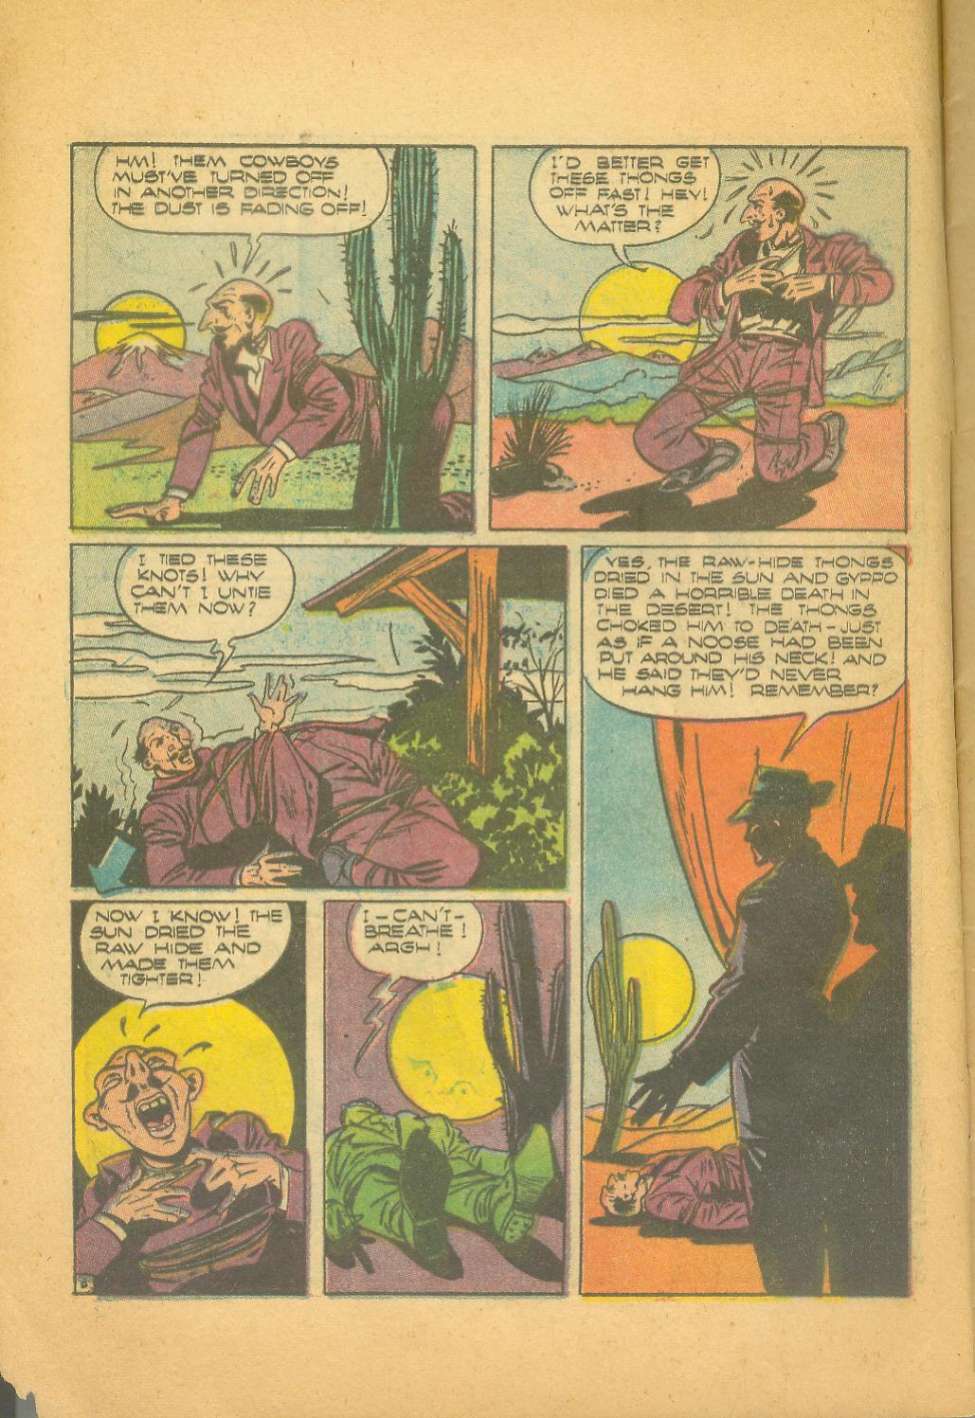 HM! THEM COWBOYS
MUST'VE TURNED OFF
IN ANOTHER DIRECTION!
THE DUST IS FADING OFF!
I'D BETTER GET
THESE THONGS
OFF FAST! HEY!
WHAT'S THE
MATTER?
I TIED THESE
KNOTS! WHY
CAN'T I UNTIE
THEM NOW?
NOW I KNOW! THE
SUN DRIED THE
RAW HIDE AND
MADE THEM
TIGHTER!
I-CAN'T-
BREATHE!
ARGH!
YES, THE RAW-HIDE THONGS
DRIED IN THE SUN AND GYPPO
DIED A HORRIBLE DEATH IN
THE DESERT! THE THONGS
CHOKED HIM TO DEATH-JUST
AS IF A NOOSE HAD BEEN
PUT AROUND HIS NECK! AND
HE SAID THEY'D NEVER
HANG HIM! REMEMBER?